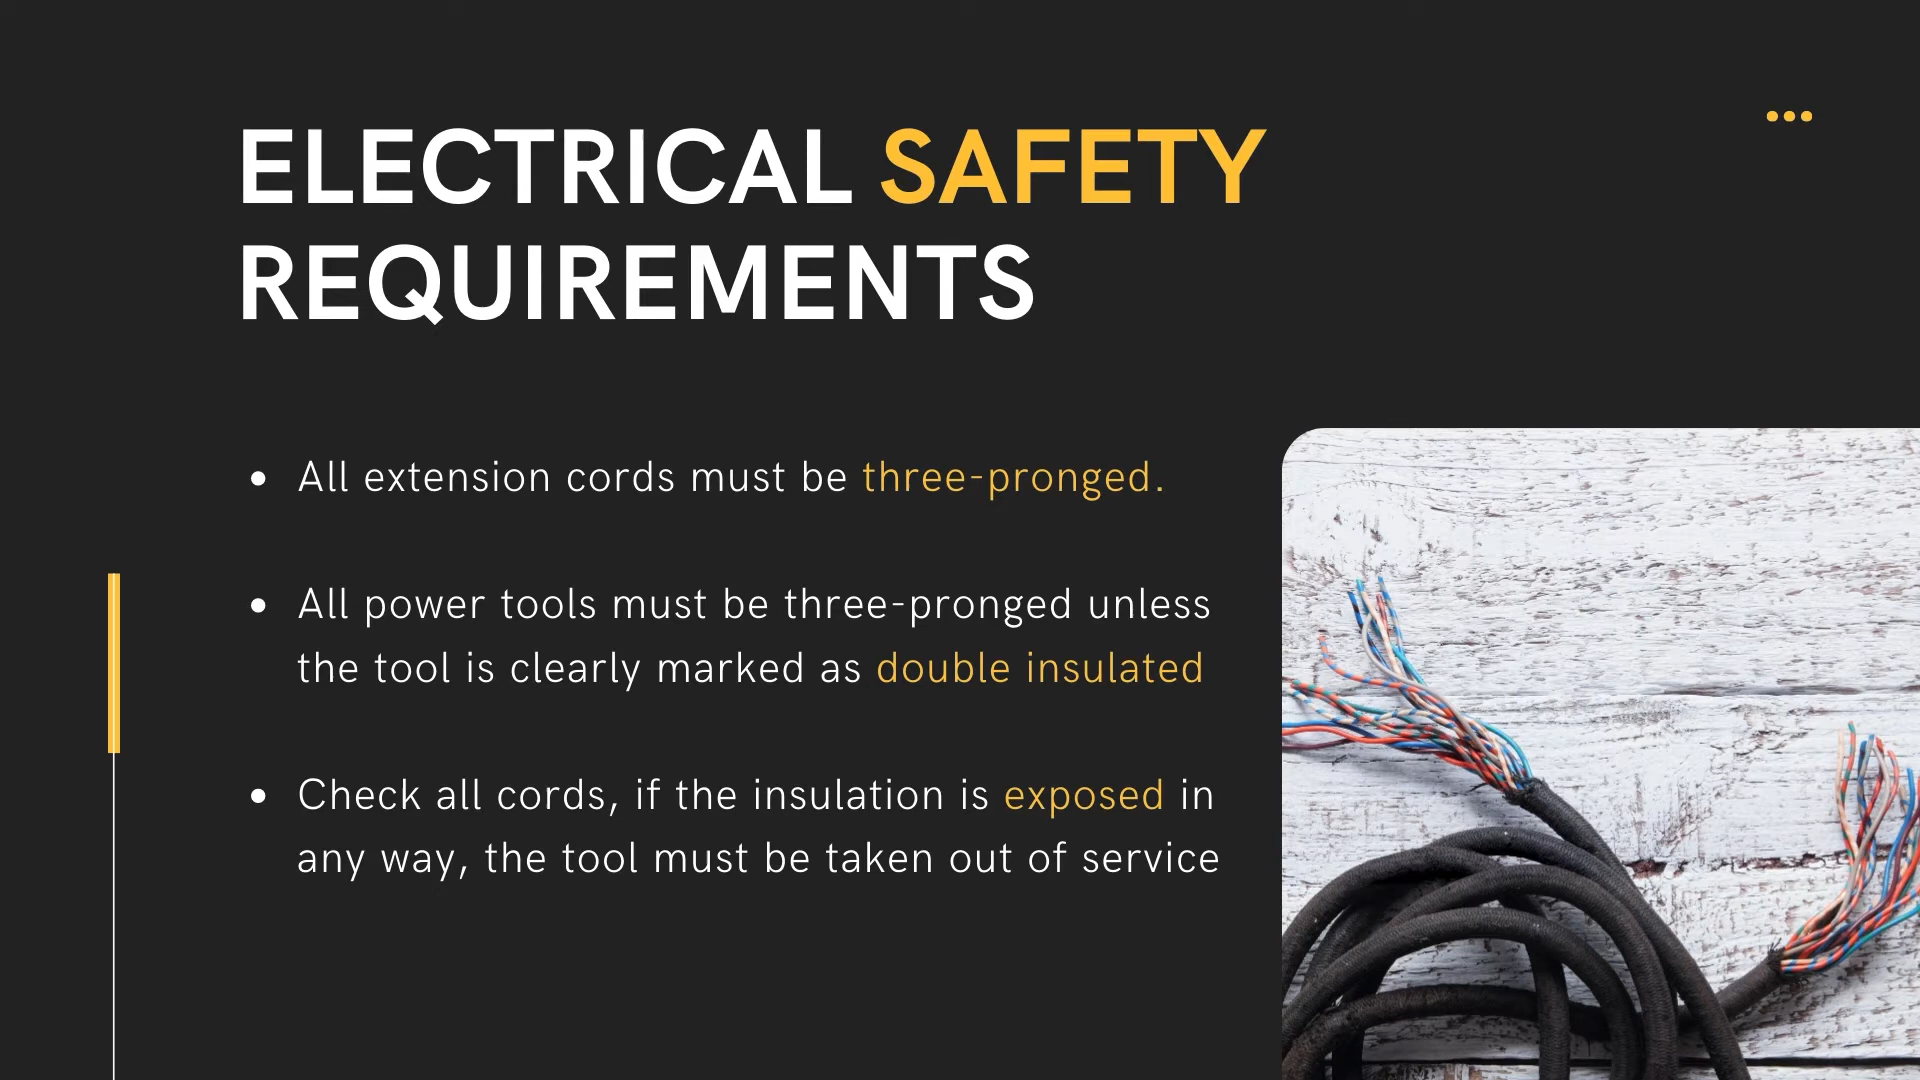 ELECTRICAL SAFETY
REQUIREMENTS
• All extension cords must be three-pronged.
• All power tools must be three-pronged unless
the tool is clearly marked as double insulated
• Check all cords, if the insulation is exposed in
any way, the tool must be taken out of service